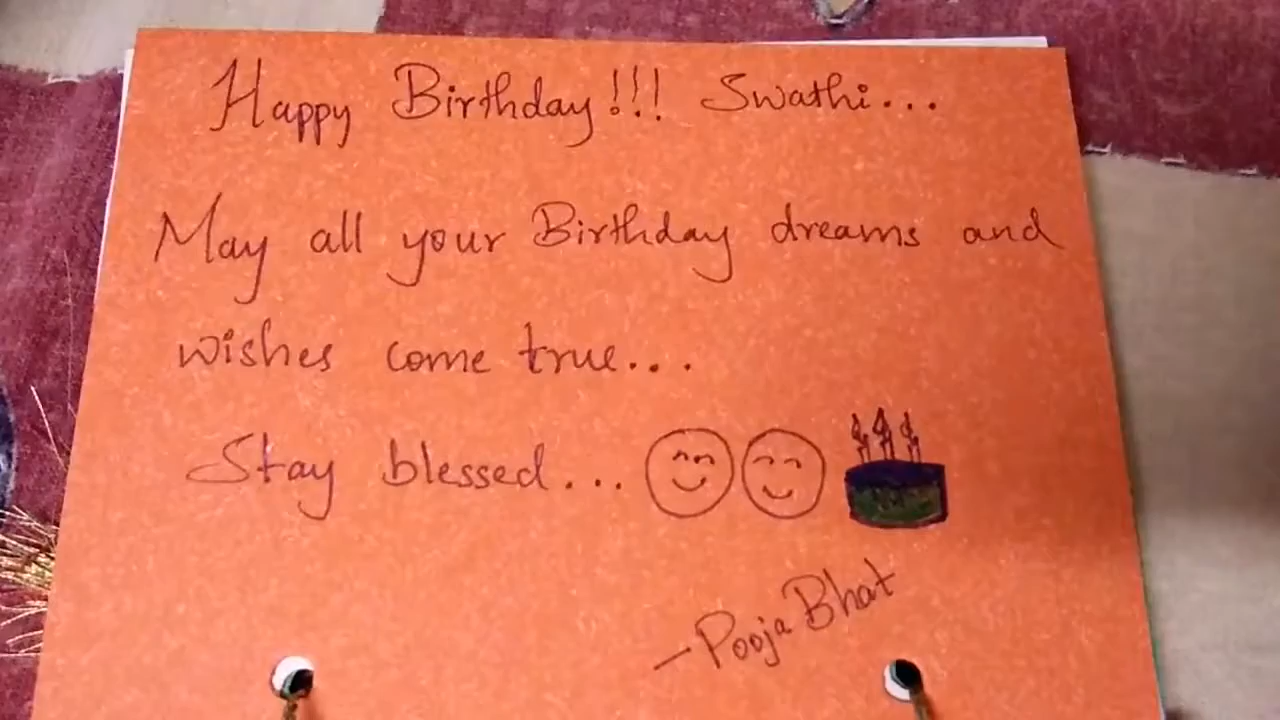 Happy Birthday!!! Swathi...
May all your Birthday dreams and
wishes come true...
Stay blessed...
-Pooja Bhat